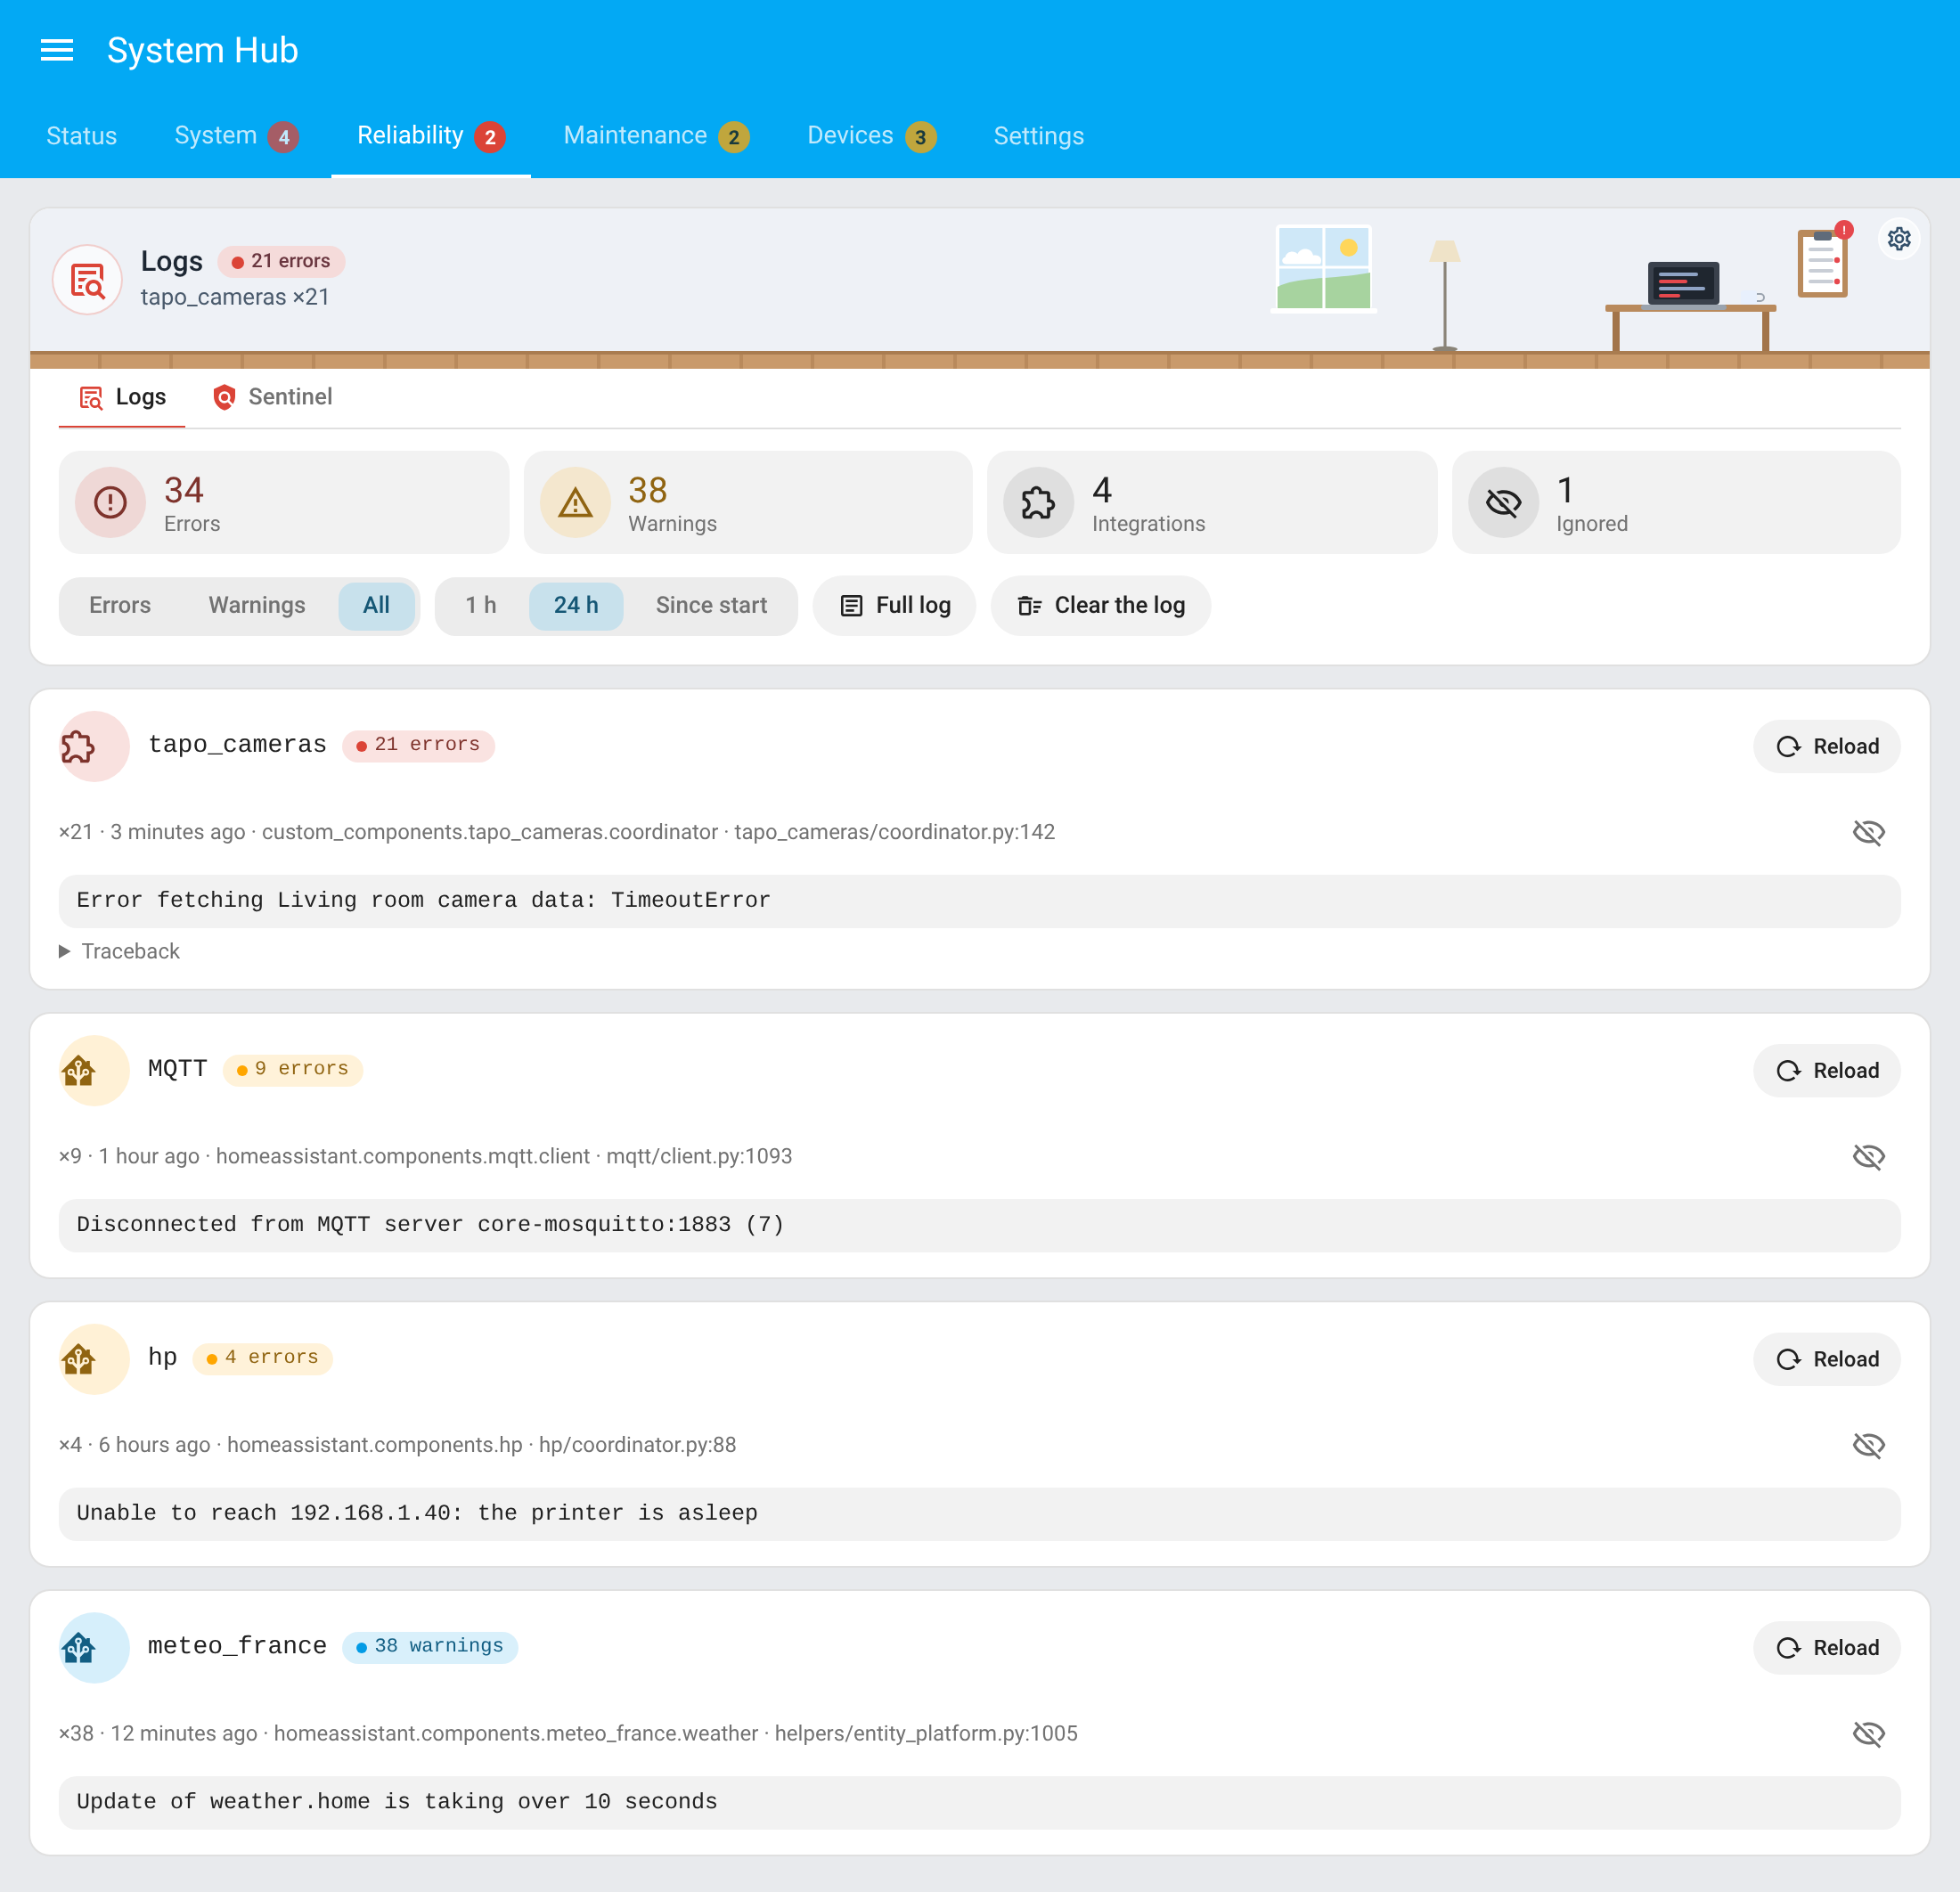 System Hub
Status System 4 Reliability 2 Maintenance 2 Devices 3 Settings
Logs 21 errors
tapo_cameras ×21
Logs Sentinel
34
Errors
38
Warnings
4
Integrations
1
Ignored
Errors Warnings All 1 h 24 h Since start Full log Clear the log
tapo_cameras 21 errors Reload
×21 · 3 minutes ago · custom_components.tapo_cameras.coordinator · tapo_cameras/coordinator.py:142
Error fetching Living room camera data: TimeoutError
Traceback
MQTT 9 errors Reload
×9 · 1 hour ago · homeassistant.components.mqtt.client · mqtt/client.py:1093
Disconnected from MQTT server core-mosquitto:1883 (7)
hp 4 errors Reload
×4 · 6 hours ago · homeassistant.components.hp · hp/coordinator.py:88
Unable to reach 192.168.1.40: the printer is asleep
meteo_france 38 warnings Reload
×38 · 12 minutes ago · homeassistant.components.meteo_france.weather · helpers/entity_platform.py:1005
Update of weather.home is taking over 10 seconds